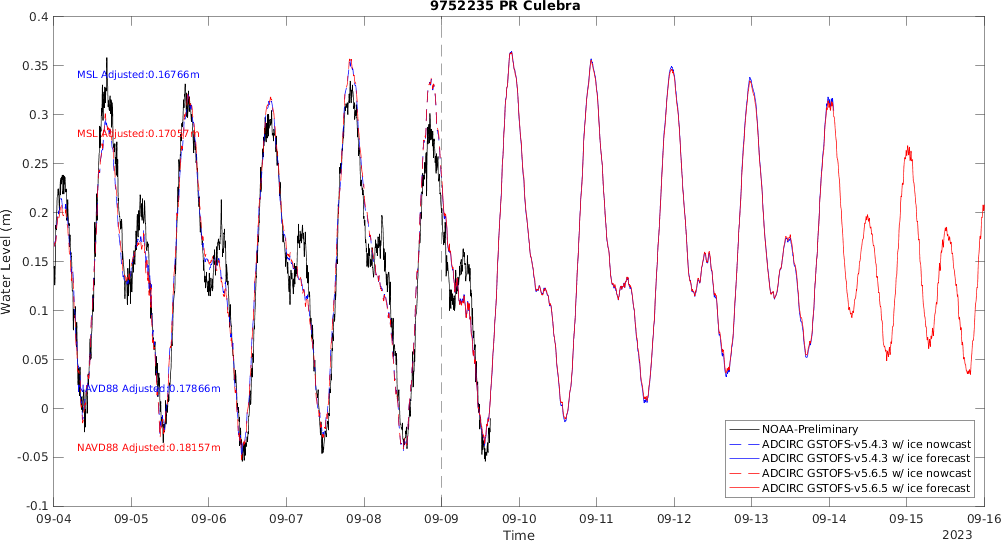 9752235 PR Culebra
0.4
0.35
0.3
0.25
0.2
0.15
0.1
0.05
0
-0.05
-0.1
Water Level (m)
MSL Adjusted:0.16766m
MSL Adjusted:0.17057m
NAVD88 Adjusted:0.17866m
NAVD88 Adjusted:0.18157m
NOAA-Preliminary
ADCIRC GSTOFS-v5.4.3 w/ ice nowcast
ADCIRC GSTOFS-v5.4.3 w/ ice forecast
ADCIRC GSTOFS-v5.6.5 w/ ice nowcast
ADCIRC GSTOFS-v5.6.5 w/ ice forecast
09-04 09-05 09-06 09-07 09-08 09-09 09-10 09-11 09-12 09-13 09-14 09-15 09-16
Time
2023